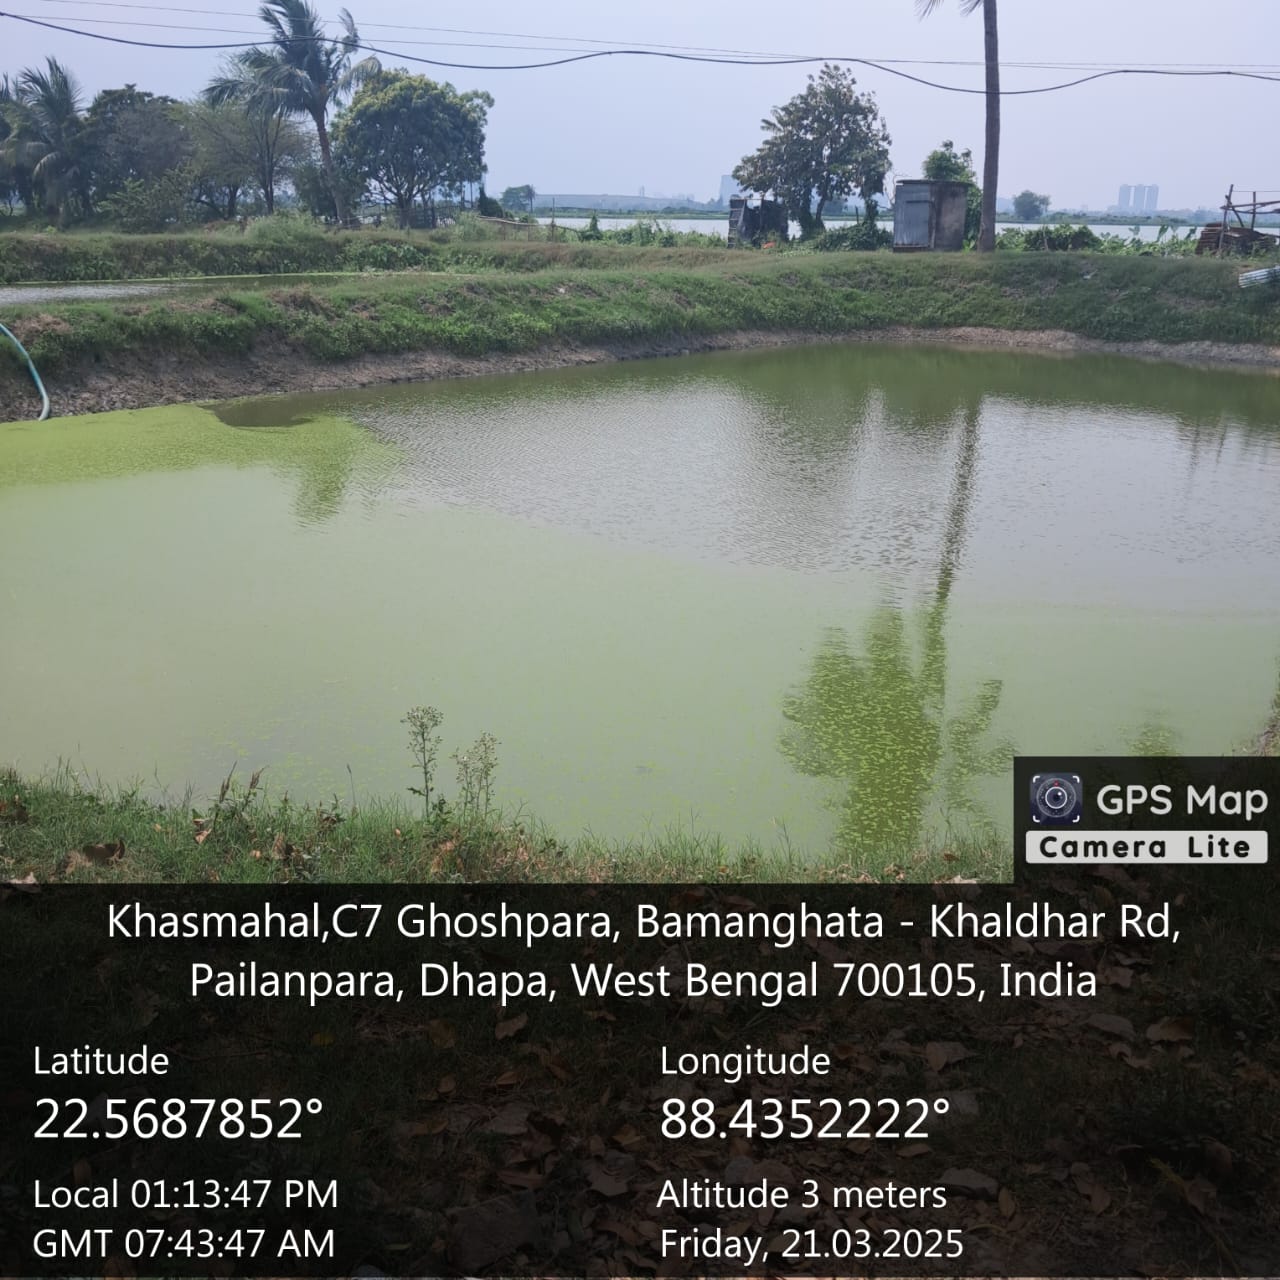 GPS Map
Camera Lite
Khasmahal,C7 Ghoshpara, Bamanghata - Khaldhar Rd,
Pailanpara, Dhapa, West Bengal 700105, India
Latitude
22.5687852°
Longitude
88.4352222°
Local 01:13:47 PM
GMT 07:43:47 AM
Altitude 3 meters
Friday, 21.03.2025